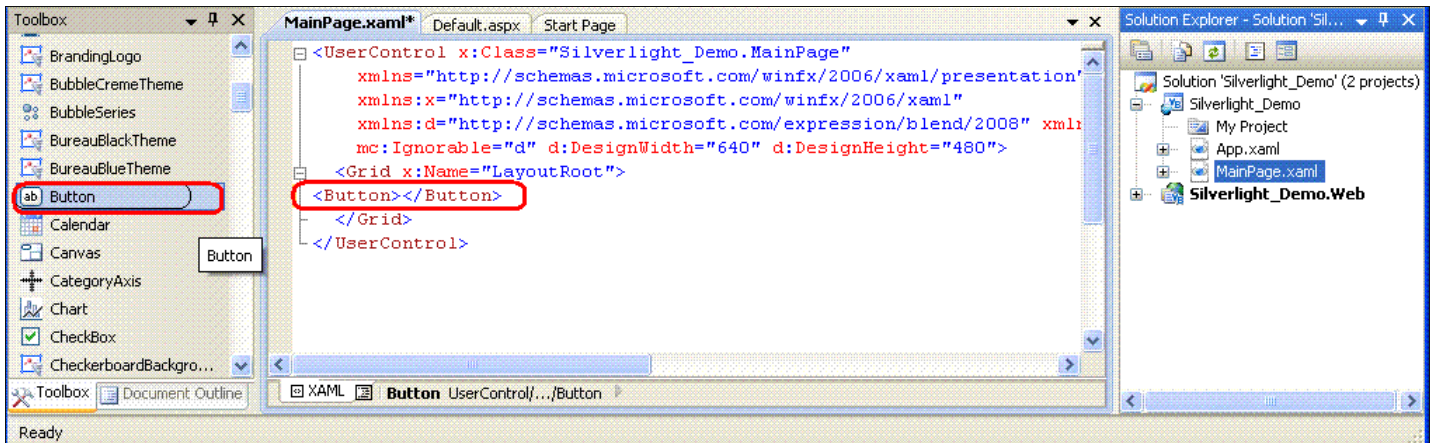 Toolbox
BrandingLogo
BubbleCremeTheme
BubbleSeries
BureauBlackTheme
BureauBlueTheme
ab Button
Calendar
Canvas
Button
CategoryAxis
Chart
CheckBox
CheckerboardBackgro...
Toolbox Document Outline
MainPage.xaml* Default.aspx Start Page
<UserControl x:Class="Silverlight_Demo.MainPage"
xmlns="http://schemas.microsoft.com/winfx/2006/xaml/presentation"
xmlns:x="http://schemas.microsoft.com/winfx/2006/xaml"
xmlns:d="http://schemas.microsoft.com/expression/blend/2008" xmln
mc:Ignorable="d" d:DesignWidth="640" d:DesignHeight="480">
<Grid x:Name="LayoutRoot">
<Button></Button>
</Grid>
</UserControl>
XAML Button UserControl/.../Button
Solution Explorer - Solution 'Sil...
Solution 'Silverlight_Demo' (2 projects)
Silverlight_Demo
My Project
App.xaml
MainPage.xaml
Silverlight_Demo.Web
Ready